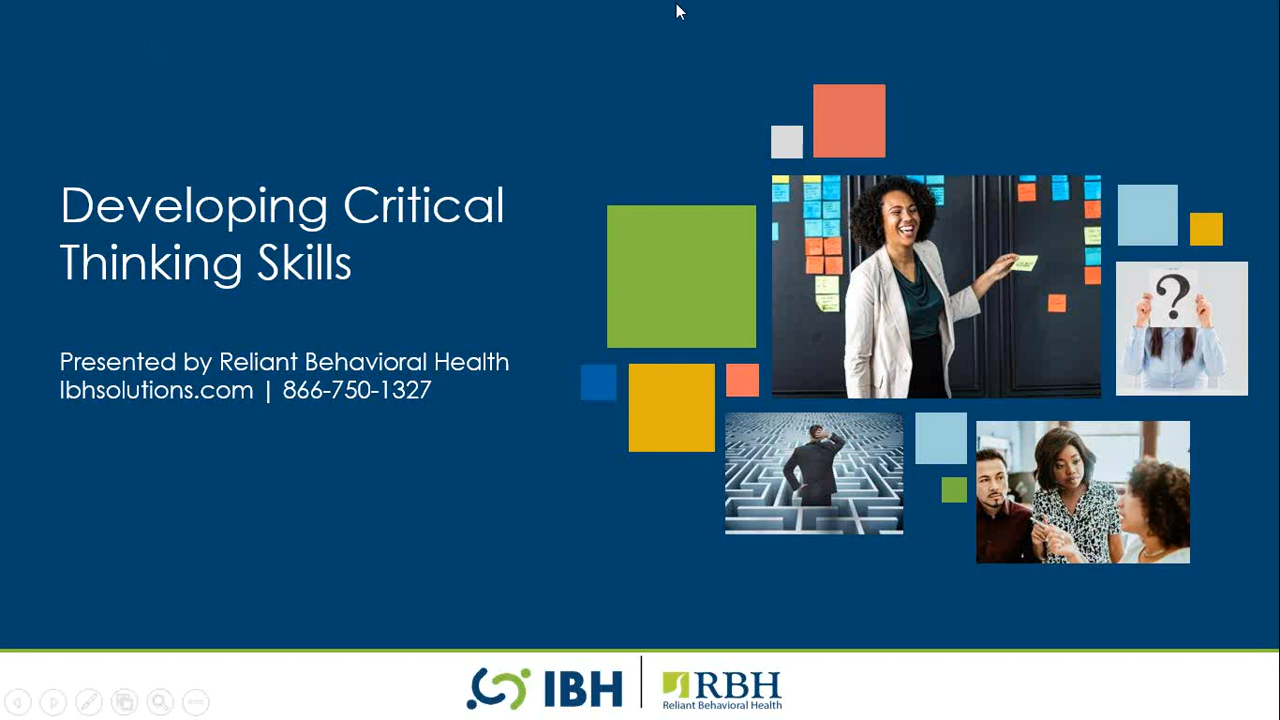 Developing Critical
Thinking Skills
Presented by Reliant Behavioral Health
Ibhsolutions.com | 866-750-1327
?
IBH
RBH
Reliant Behavioral Health